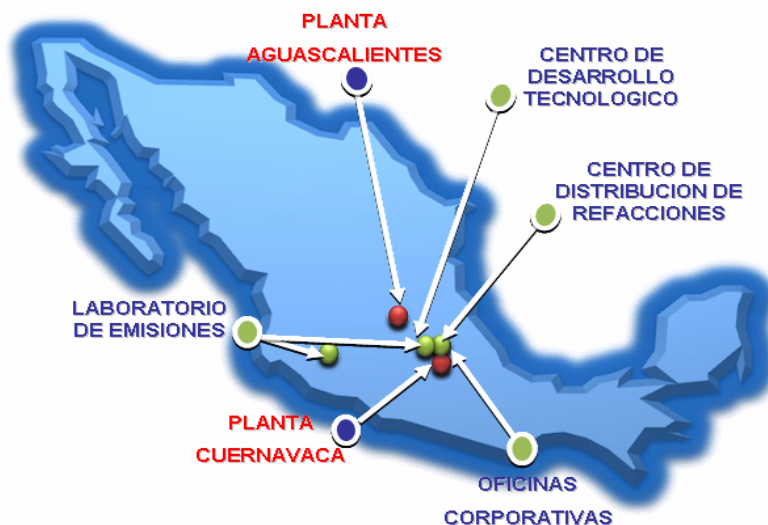 PLANTA
AGUASCALIENTES
CENTRO DE
DESARROLLO
TECNOLOGICO
CENTRO DE
DISTRIBUCION DE
REFACCIONES
LABORATORIO
DE EMISIONES
PLANTA
CUERNAVACA
OFICINAS
CORPORATIVAS